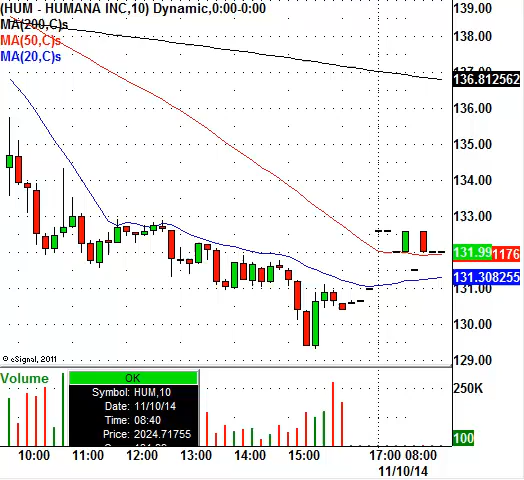 (HUM - HUMANA INC,10) Dynamic,0:00-0:00
MA(200,C)s
MA(50,C)s
MA(20,C)s
139.00
138.00
137.00
136.812562
136.00
135.00
134.00
133.00
131.99
1176
131.308255
131.00
130.00
129.00
© eSignal, 2011
Volume
OK
Symbol: HUM,10
Date: 11/10/14
Time: 08:40
Price: 2024.71755
250K
100
10:00 11:00 12:00 13:00 14:00 15:00 17:00 08:00
11/10/14